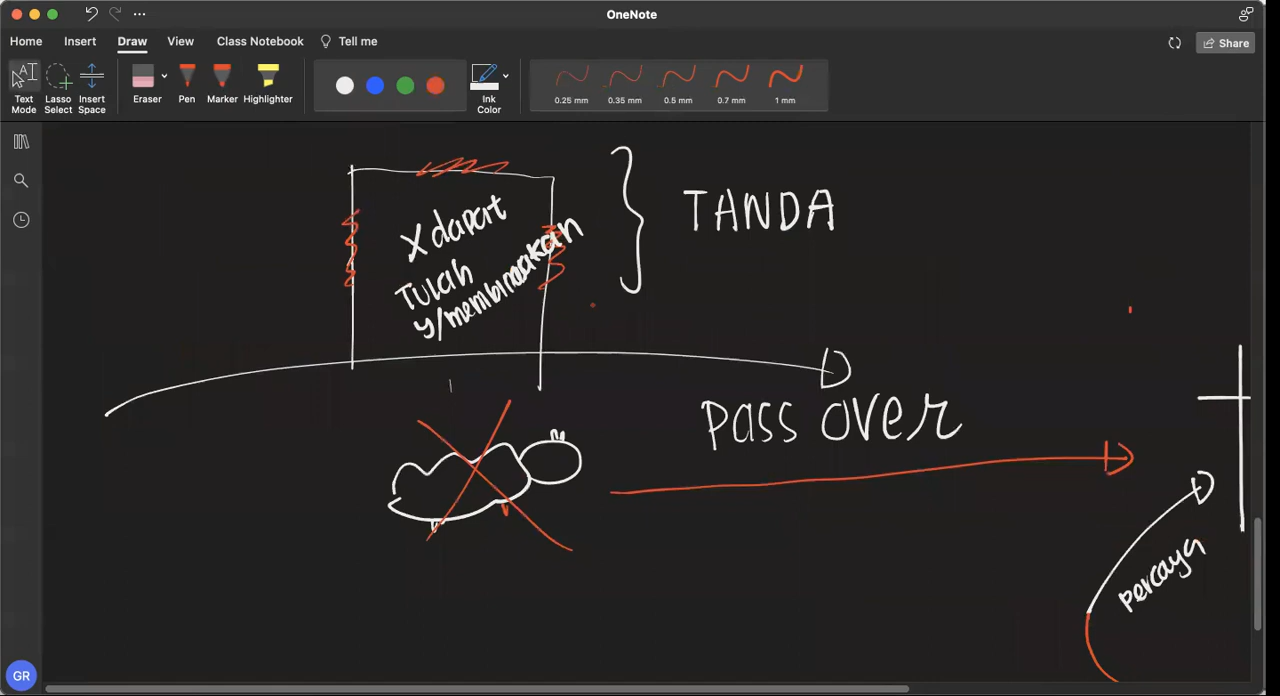 OneNote
Home Insert Draw View Class Notebook Tell me
Share
Text Mode
Lasso Select
Insert Space
Eraser
Pen
Marker
Highlighter
Ink Color
0.25 mm
0.35 mm
0.5 mm
0.7 mm
1 mm
X dapat
Tulah
TANDA
Pass over
percaya
GR